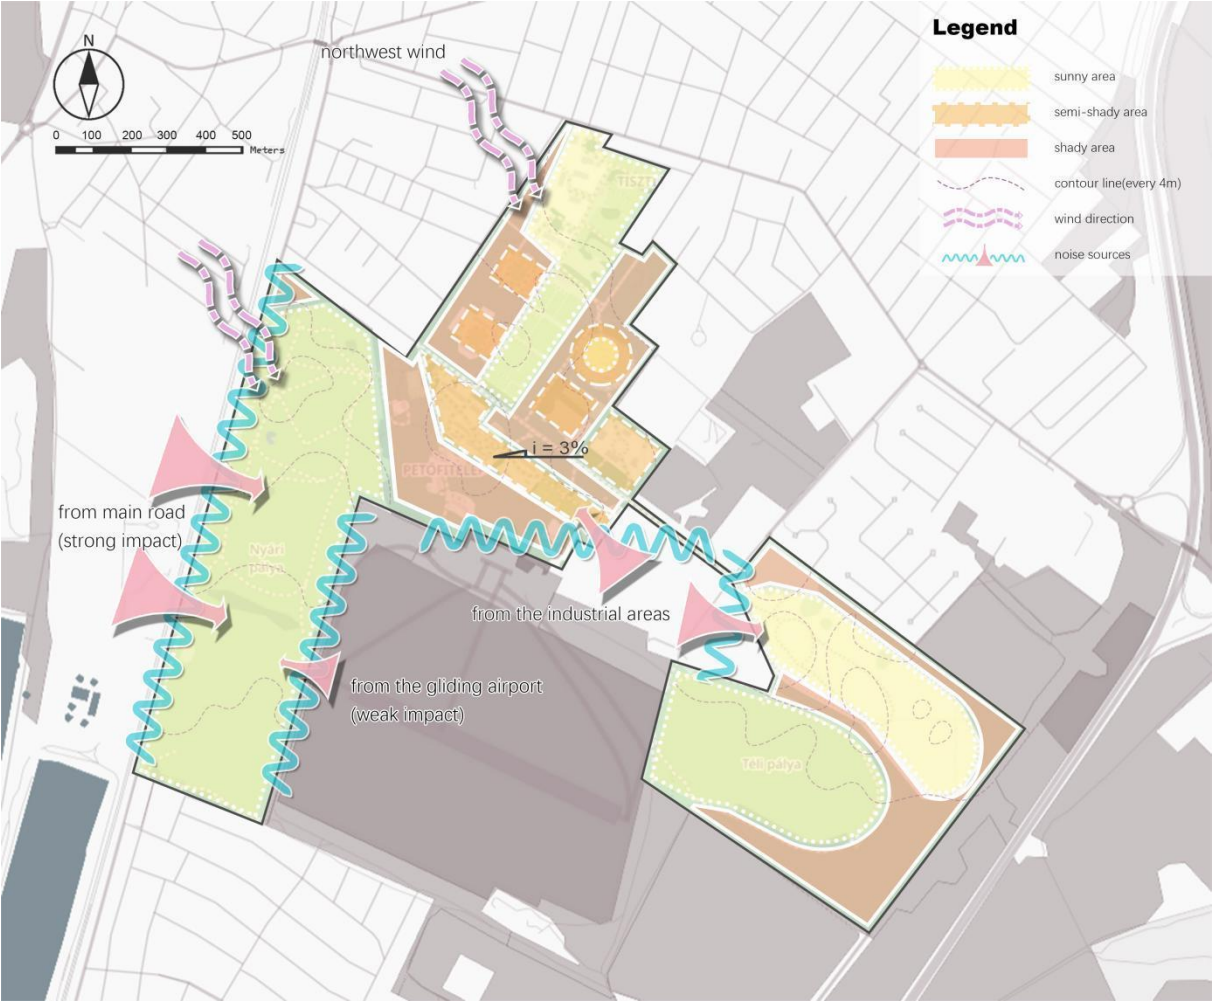 northwest wind
N
0 100 200 300 400 500
Meters
Legend
sunny area
semi-shady area
shady area
contour line(every 4m)
wind direction
noise sources
TISZT
i = 3%
PETŐFITELEP
from main road
(strong impact)
Nyári
pálya
from the industrial areas
from the gliding airport
(weak impact)
Téli pálya